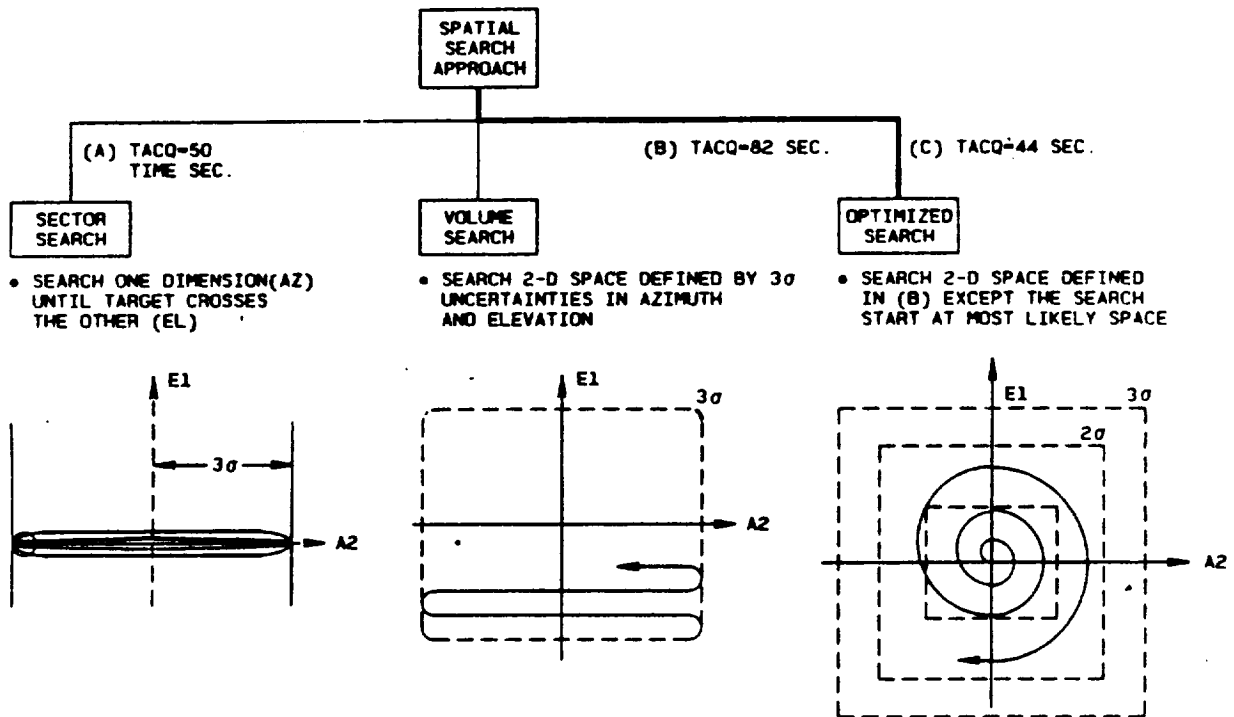 SPATIAL
SEARCH
APPROACH
(A) TACQ=50
TIME SEC.
(B) TACQ=82 SEC.
(C) TACQ=44 SEC.
SECTOR
SEARCH
VOLUME
SEARCH
OPTIMIZED
SEARCH
• SEARCH ONE DIMENSION(AZ)
UNTIL TARGET CROSSES
THE OTHER (EL)
• SEARCH 2-D SPACE DEFINED BY 3σ
UNCERTAINTIES IN AZIMUTH
AND ELEVATION
• SEARCH 2-D SPACE DEFINED
IN (B) EXCEPT THE SEARCH
START AT MOST LIKELY SPACE
El
3σ
A2
El
3σ
A2
El
3σ
2σ
A2